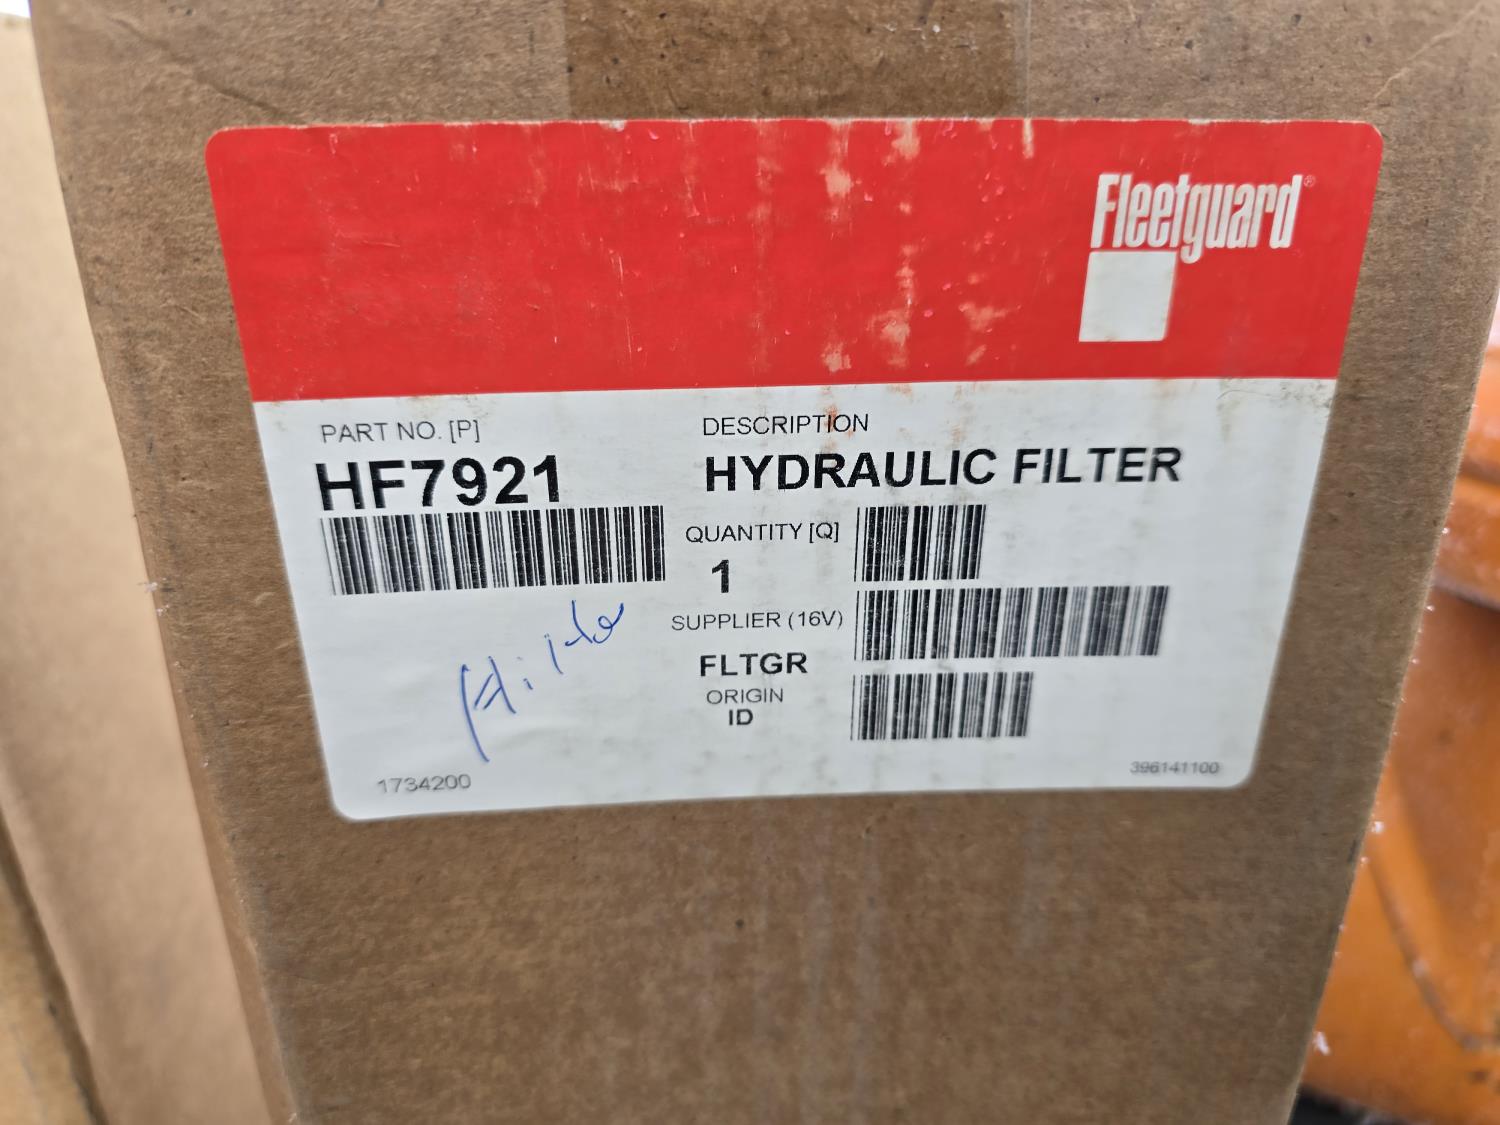 Fleetguard®
PART NO. [P]
HF7921
DESCRIPTION
HYDRAULIC FILTER
QUANTITY [Q]
1
SUPPLIER (16V)
FLTGR
ORIGIN
ID
1734200
396141100